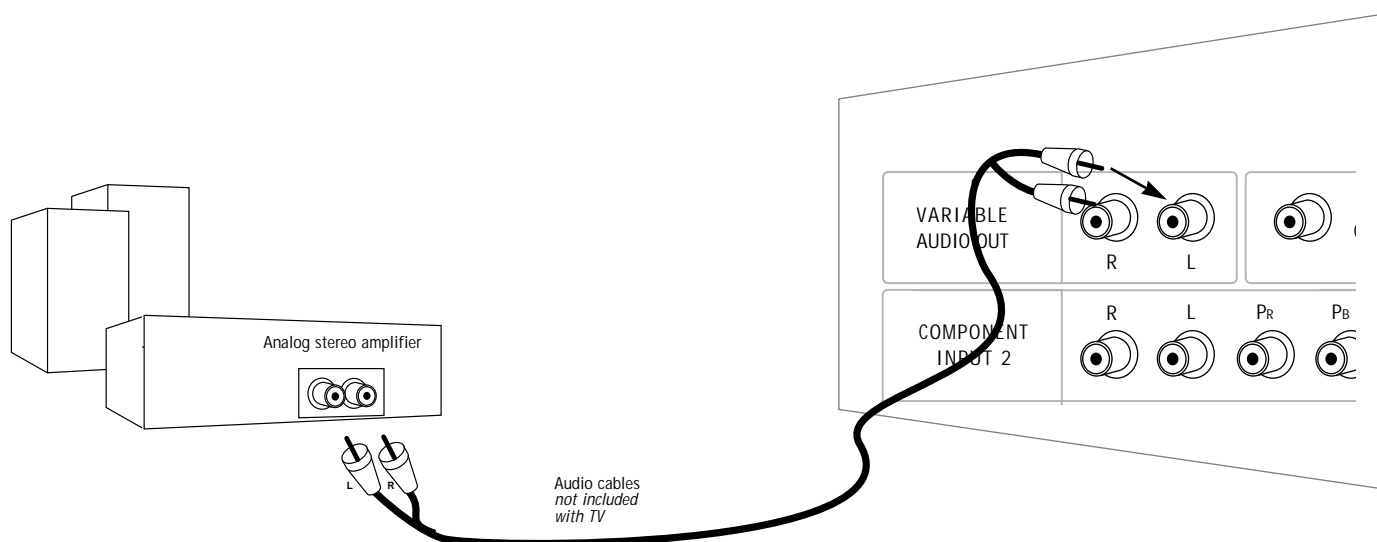 VARIABLE
AUDIO OUT
R L
COMPONENT
INPUT 2
R L PR PB
Analog stereo amplifier
L R
Audio cables
not included
with TV